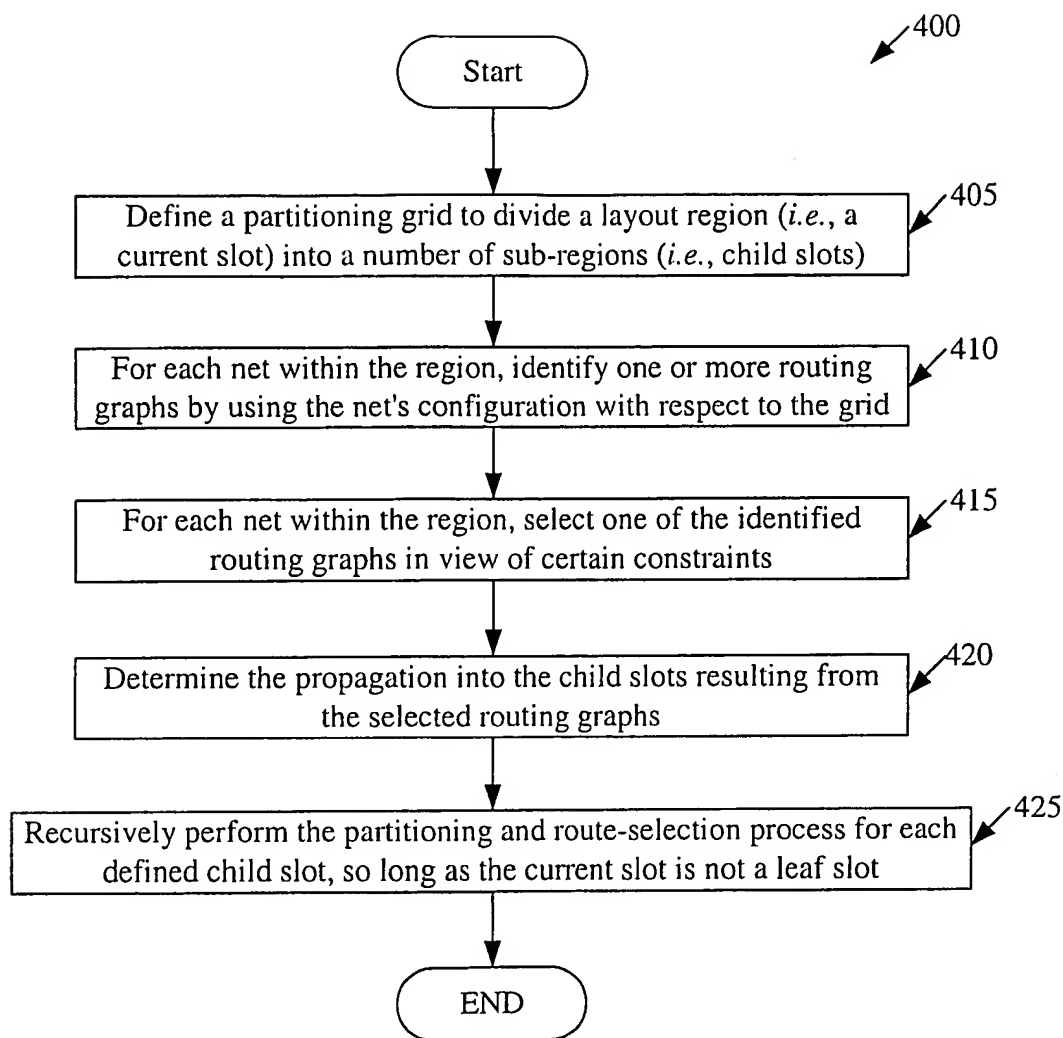 400
Start
405
Define a partitioning grid to divide a layout region (i.e., a
current slot) into a number of sub-regions (i.e., child slots)
410
For each net within the region, identify one or more routing
graphs by using the net's configuration with respect to the grid
415
For each net within the region, select one of the identified
routing graphs in view of certain constraints
420
Determine the propagation into the child slots resulting from
the selected routing graphs
425
Recursively perform the partitioning and route-selection process for each
defined child slot, so long as the current slot is not a leaf slot
END